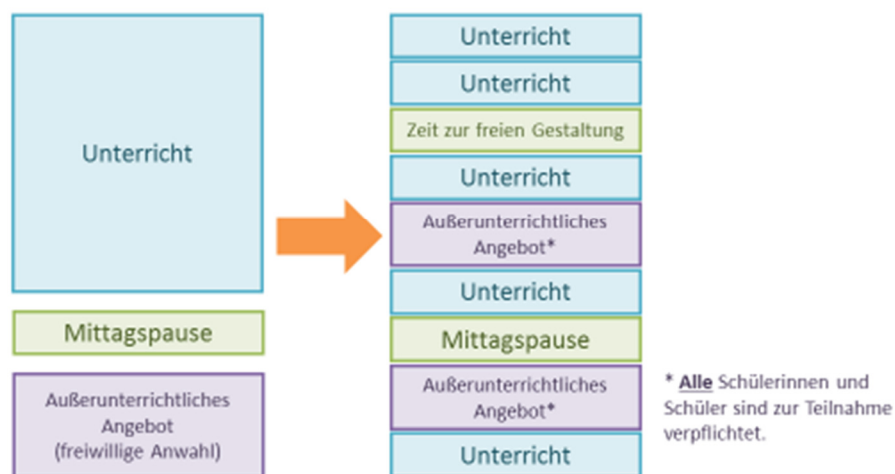 Unterricht
Mittagspause
Außerunterrichtliches
Angebot
(freiwillige Anwahl)
Unterricht
Unterricht
Zeit zur freien Gestaltung
Unterricht
Außerunterrichtliches
Angebot*
Unterricht
Mittagspause
Außerunterrichtliches
Angebot*
Unterricht
* Alle Schülerinnen und
Schüler sind zur Teilnahme
verpflichtet.